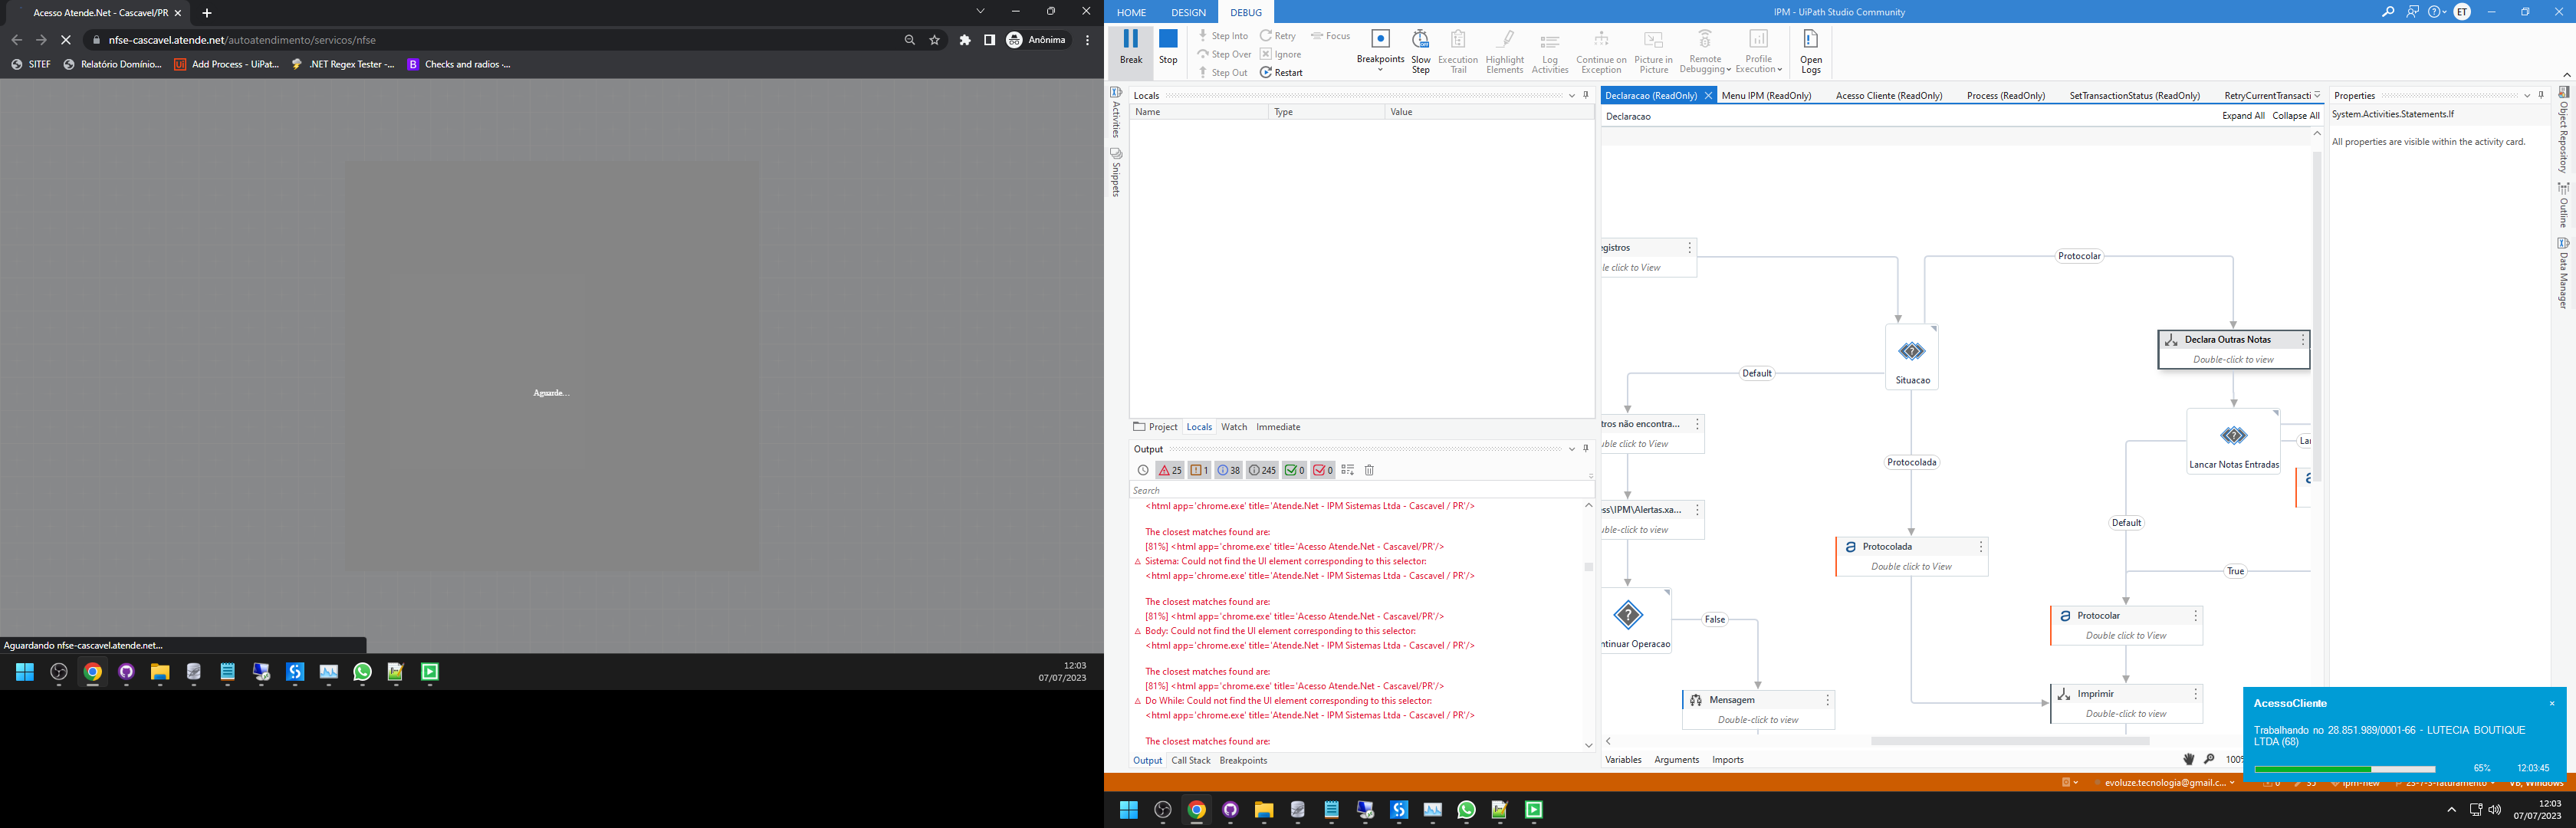 Acesso Atende.Net - Cascavel/PR
nfse-cascavel.atende.net/autoatendimento/servicos/nfse
Anônima
SITEF
Relatório Domínio...
Add Process - UiPat...
.NET Regex Tester -...
Checks and radios -...
Aguarde...
Aguardando nfse-cascavel.atende.net...
12:03
07/07/2023
HOME
DESIGN
DEBUG
IPM - UiPath Studio Community
ET
Break
Stop
Step Into
Step Over
Step Out
Retry
Ignore
Restart
Focus
Breakpoints
Slow Step
Execution Trail
Highlight Elements
Log Activities
Continue on Exception
Picture in Picture
Remote Debugging
Profile Execution
Open Logs
Activities
Snippets
Locals
Name
Type
Value
Project
Locals
Watch
Immediate
Output
25
1
38
245
0
0
Search
<html app='chrome.exe' title='Atende.Net - IPM Sistemas Ltda - Cascavel / PR'/>
The closest matches found are:
[81%] <html app='chrome.exe' title='Acesso Atende.Net - Cascavel/PR'/>
Sistema: Could not find the UI element corresponding to this selector:
<html app='chrome.exe' title='Atende.Net - IPM Sistemas Ltda - Cascavel / PR'/>
The closest matches found are:
[81%] <html app='chrome.exe' title='Acesso Atende.Net - Cascavel/PR'/>
Body: Could not find the UI element corresponding to this selector:
<html app='chrome.exe' title='Atende.Net - IPM Sistemas Ltda - Cascavel / PR'/>
The closest matches found are:
[81%] <html app='chrome.exe' title='Acesso Atende.Net - Cascavel/PR'/>
Do While: Could not find the UI element corresponding to this selector:
<html app='chrome.exe' title='Atende.Net - IPM Sistemas Ltda - Cascavel / PR'/>
The closest matches found are:
Output
Call Stack
Breakpoints
Declaracao (ReadOnly)
Menu IPM (ReadOnly)
Acesso Cliente (ReadOnly)
Process (ReadOnly)
SetTransactionStatus (ReadOnly)
RetryCurrentTransacti
Declaracao
Expand All
Collapse All
egistros
le click to View
Protocolar
Situacao
Default
Declara Outras Notas
Double-click to view
tros não encontra...
uble click to View
Lancar Notas Entradas
La
Protocolada
ess\IPM\Alertas.xa...
uble-click to view
Default
Protocolada
Double click to View
True
ntinuar Operacao
False
Protocolar
Double click to View
Mensagem
Double-click to view
Imprimir
Double-click to view
Variables
Arguments
Imports
100%
Properties
System.Activities.Statements.If
All properties are visible within the activity card.
Object Repository
Outline
Data Manager
AcessoCliente
Trabalhando no 28.851.989/0001-66 - LUTECIA BOUTIQUE
LTDA (68)
65%
12:03:45
evoluze.tecnologia@gmail.c...
12:03
07/07/2023